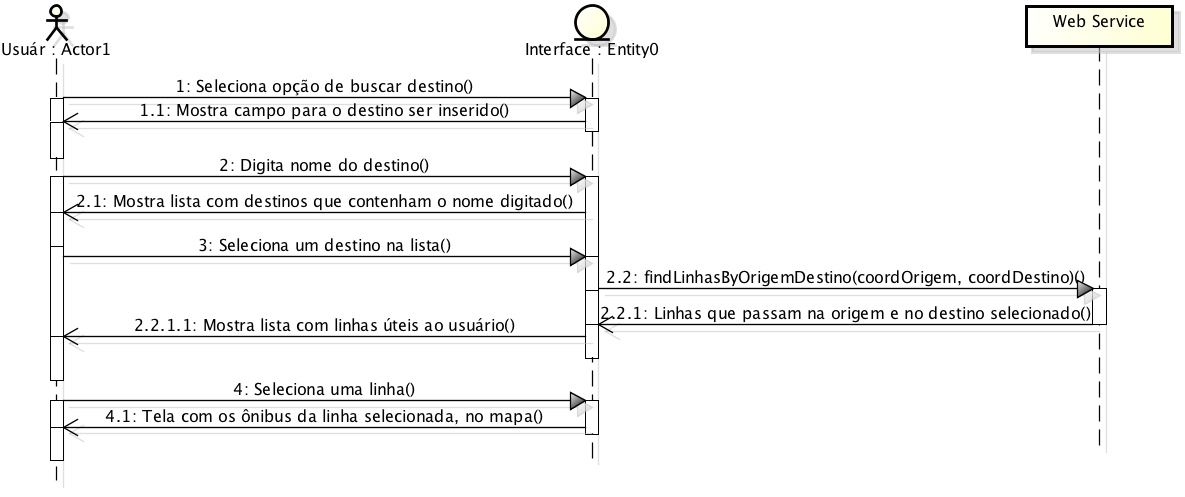 Usuár : Actor1
Interface : Entity0
Web Service
1: Seleciona opção de buscar destino()
1.1: Mostra campo para o destino ser inserido()
2: Digita nome do destino()
2.1: Mostra lista com destinos que contenham o nome digitado()
3: Seleciona um destino na lista()
2.2: findLinhasByOrigemDestino(coordOrigem, coordDestino)()
2.2.1: Linhas que passam na origem e no destino selecionado()
2.2.1.1: Mostra lista com linhas úteis ao usuário()
4: Seleciona uma linha()
4.1: Tela com os ônibus da linha selecionada, no mapa()